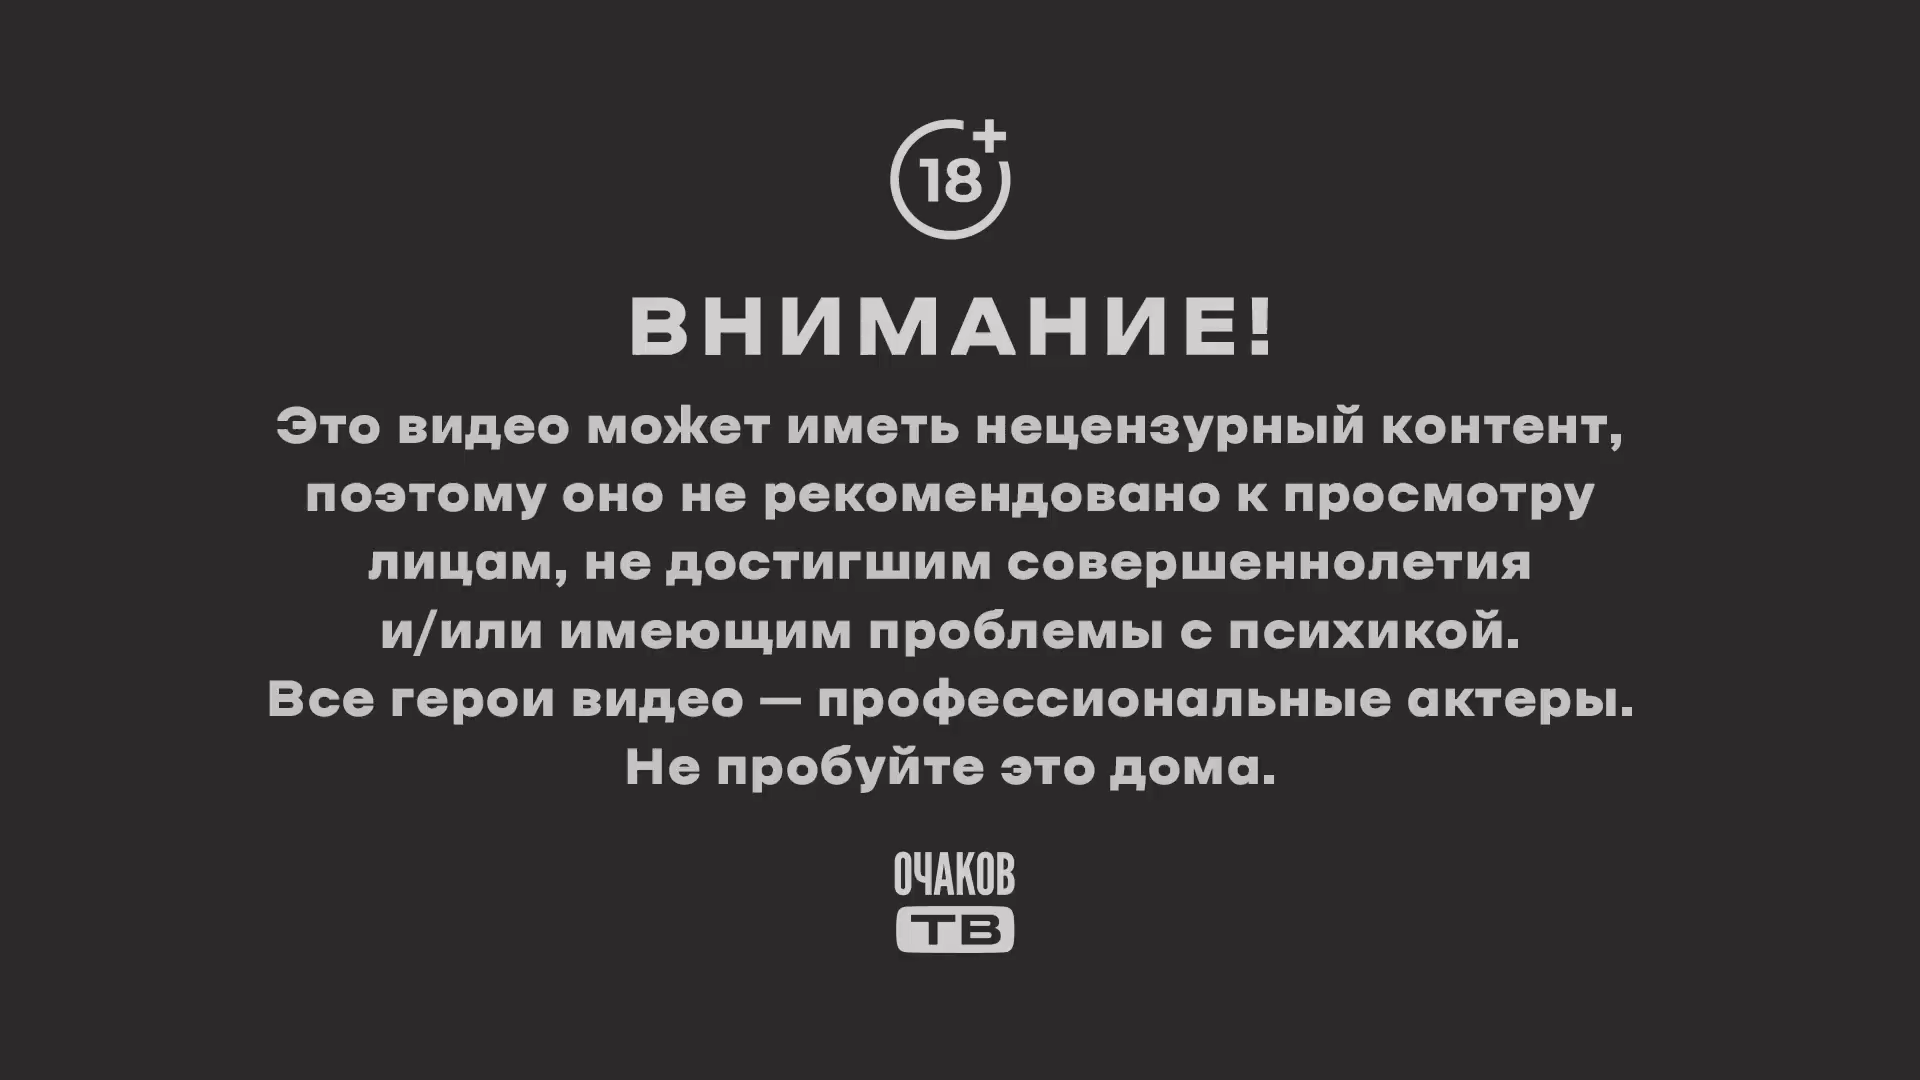 18+
ВНИМАНИЕ!
Это видео может иметь нецензурный контент,
поэтому оно не рекомендовано к просмотру
лицам, не достигшим совершеннолетия
и/или имеющим проблемы с психикой.
Все герои видео — профессиональные актеры.
Не пробуйте это дома.
ОЧАКОВ
ТВ